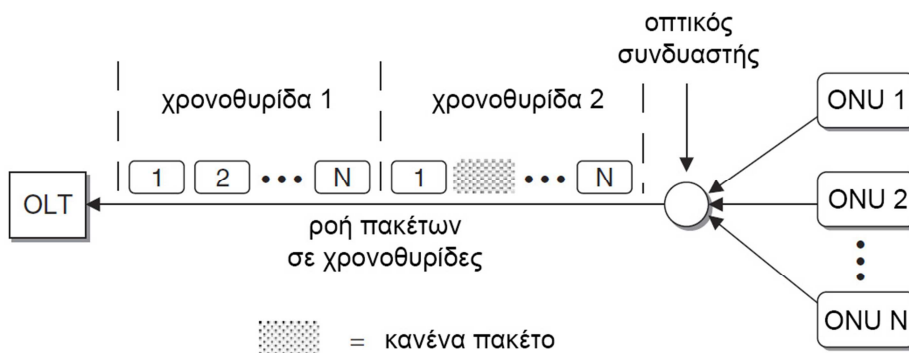 οπτικός
συνδυαστής
χρονοθυρίδα 1
χρονοθυρίδα 2
ONU 1
1 2 ••• N 1 ••• N
OLT
ONU 2
ροή πακέτων
σε χρονοθυρίδες
ONU N
= κανένα πακέτο